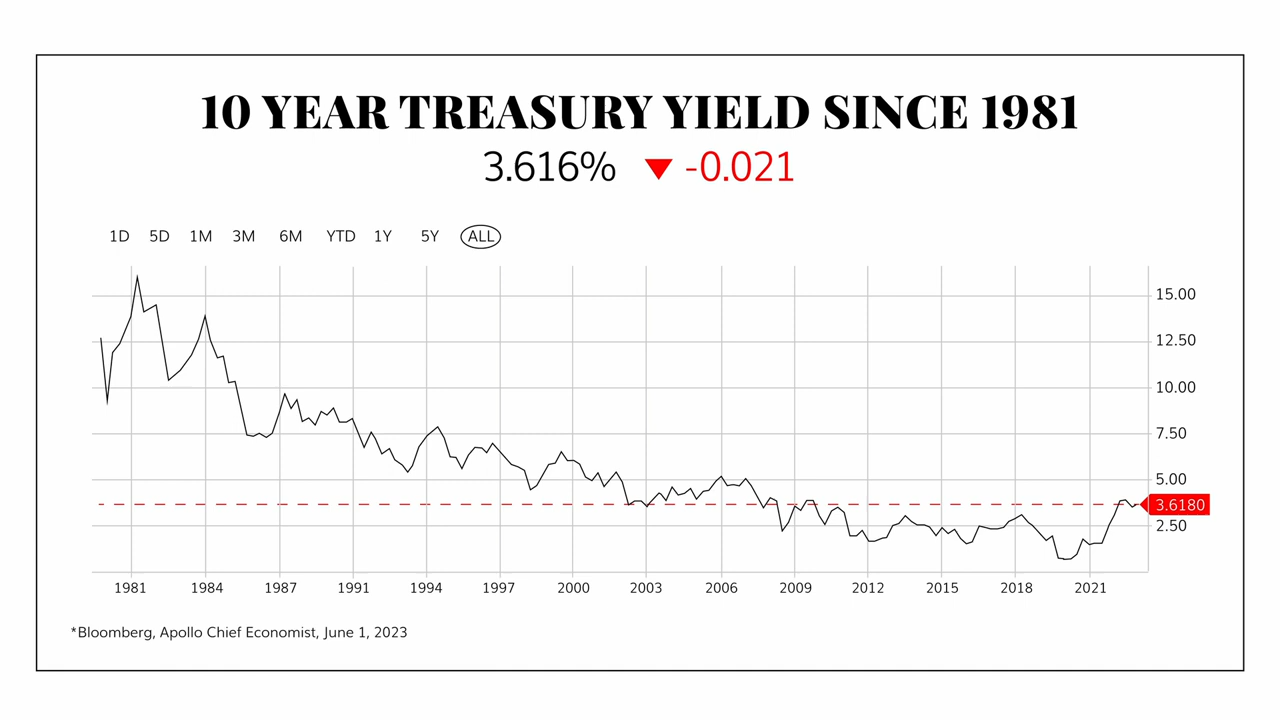 10 YEAR TREASURY YIELD SINCE 1981
3.616% ▼ -0.021
1D 5D 1M 3M 6M YTD 1Y 5Y ALL
15.00
12.50
10.00
7.50
5.00
3.6180
2.50
1981 1984 1987 1991 1994 1997 2000 2003 2006 2009 2012 2015 2018 2021
*Bloomberg, Apollo Chief Economist, June 1, 2023